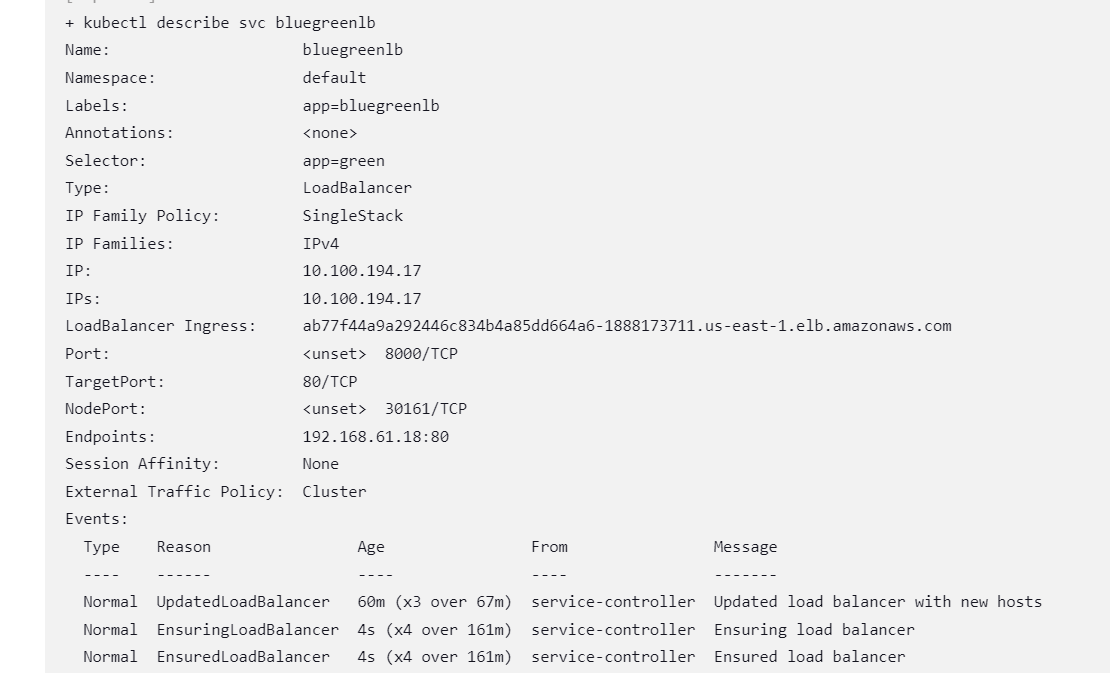 + kubectl describe svc bluegreenlb
Name: bluegreenlb
Namespace: default
Labels: app=bluegreenlb
Annotations: <none>
Selector: app=green
Type: LoadBalancer
IP Family Policy: SingleStack
IP Families: IPv4
IP: 10.100.194.17
IPs: 10.100.194.17
LoadBalancer Ingress: ab77f44a9a292446c834b4a85dd664a6-1888173711.us-east-1.elb.amazonaws.com
Port: <unset> 8000/TCP
TargetPort: 80/TCP
NodePort: <unset> 30161/TCP
Endpoints: 192.168.61.18:80
Session Affinity: None
External Traffic Policy: Cluster
Events:
Type Reason Age From Message
---- ------ ---- ---- -------
Normal UpdatedLoadBalancer 60m (x3 over 67m) service-controller Updated load balancer with new hosts
Normal EnsuringLoadBalancer 4s (x4 over 161m) service-controller Ensuring load balancer
Normal EnsuredLoadBalancer 4s (x4 over 161m) service-controller Ensured load balancer